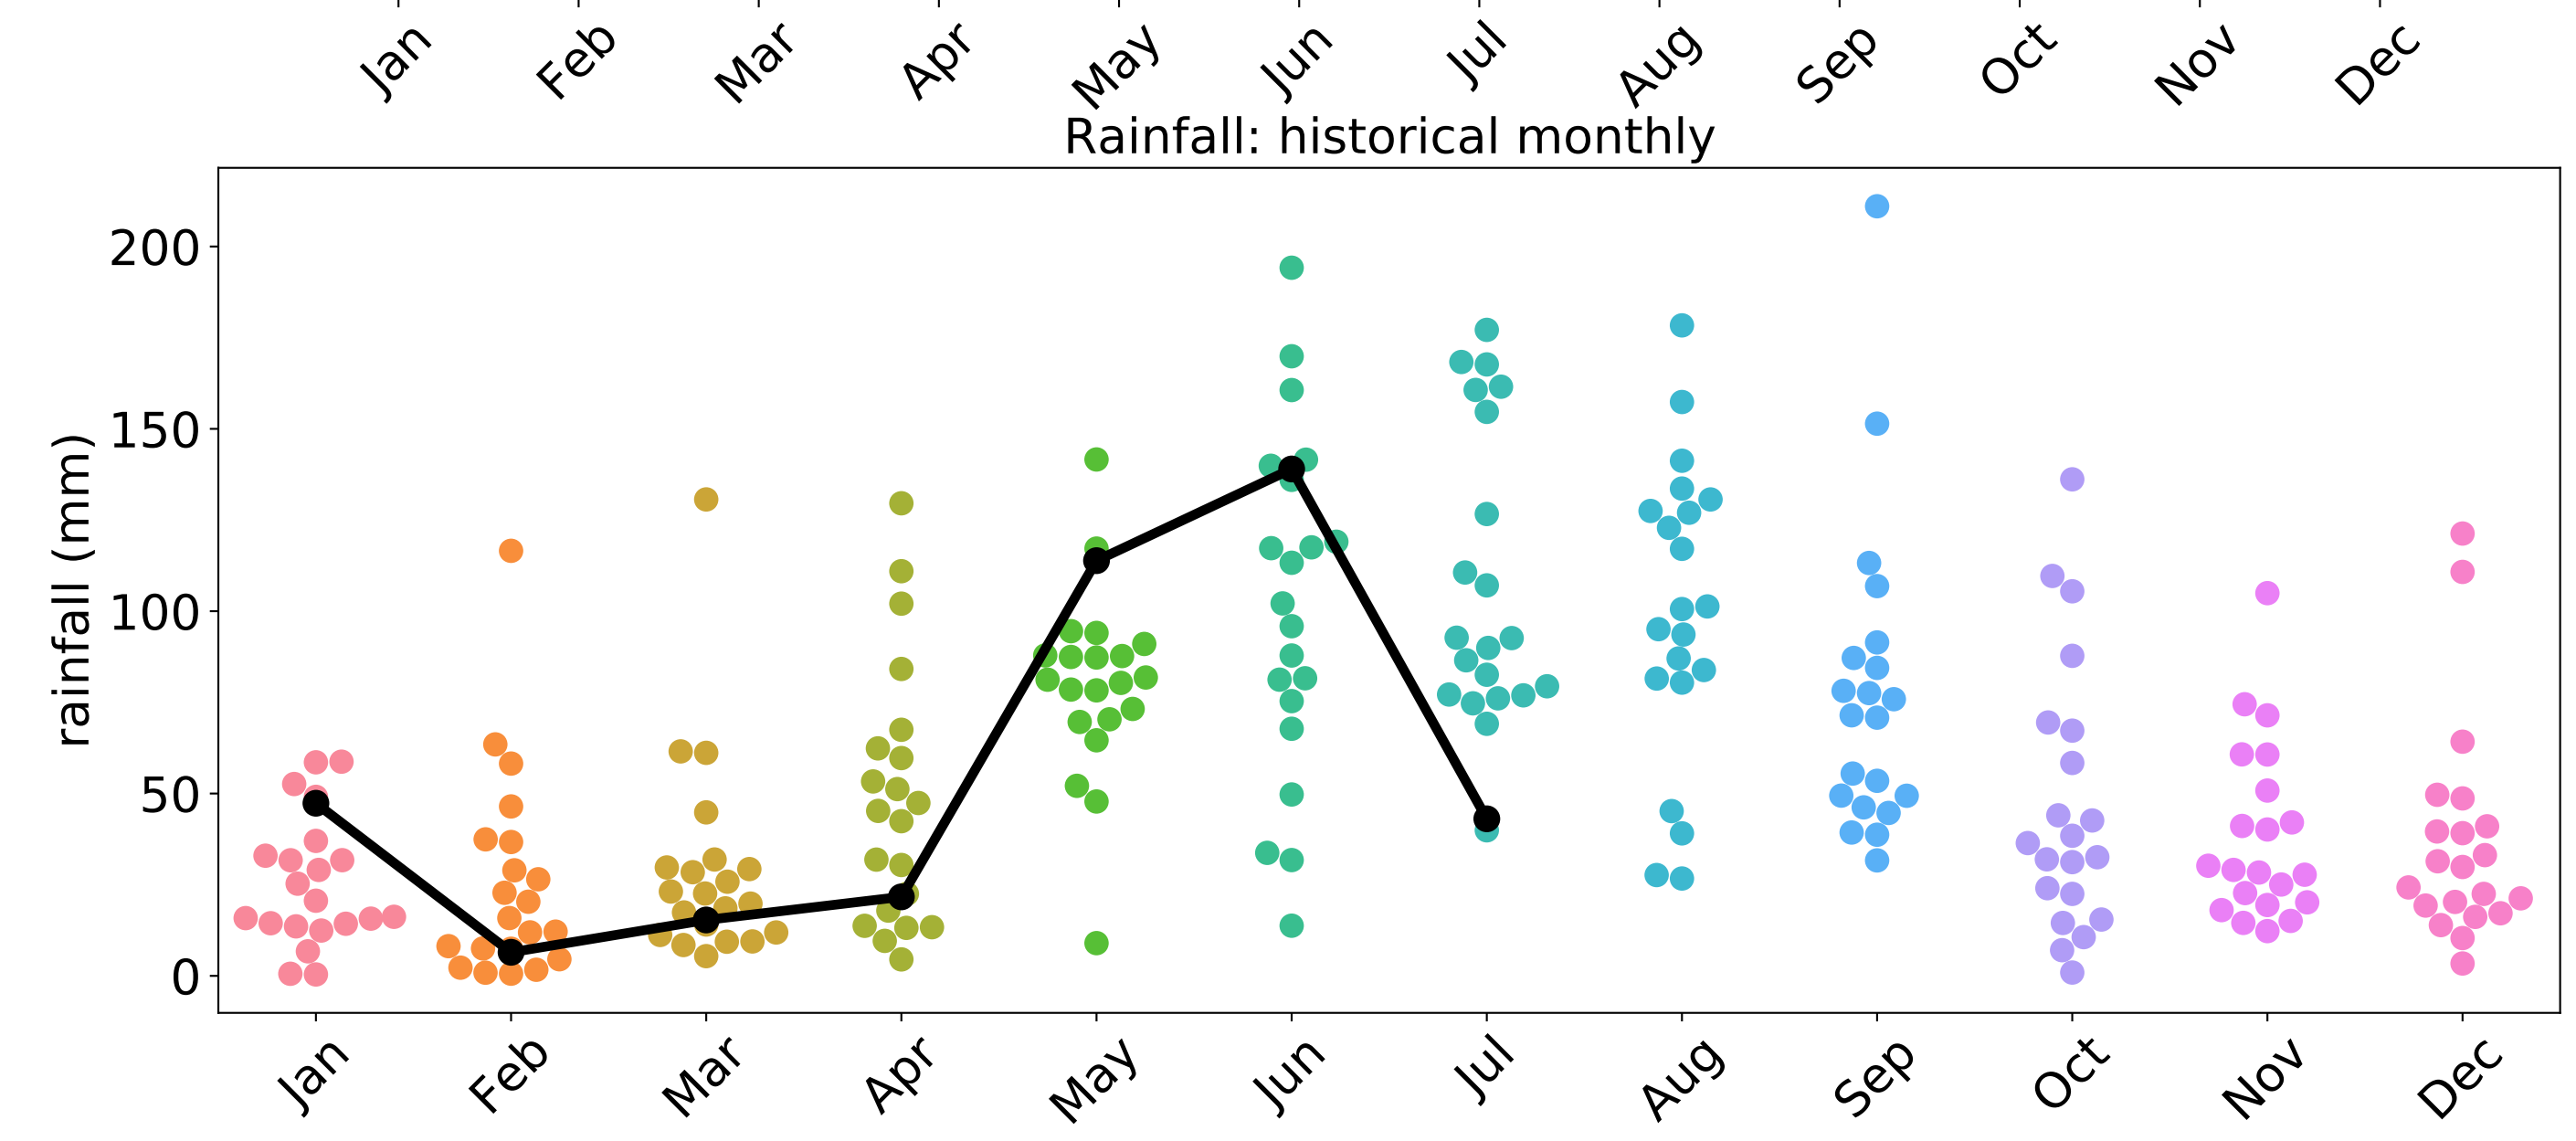 Jan Feb Mar Apr May Jun Jul Aug Sep Oct Nov Dec
Rainfall: historical monthly
rainfall (mm)
200
150
100
50
0
Jan Feb Mar Apr May Jun Jul Aug Sep Oct Nov Dec